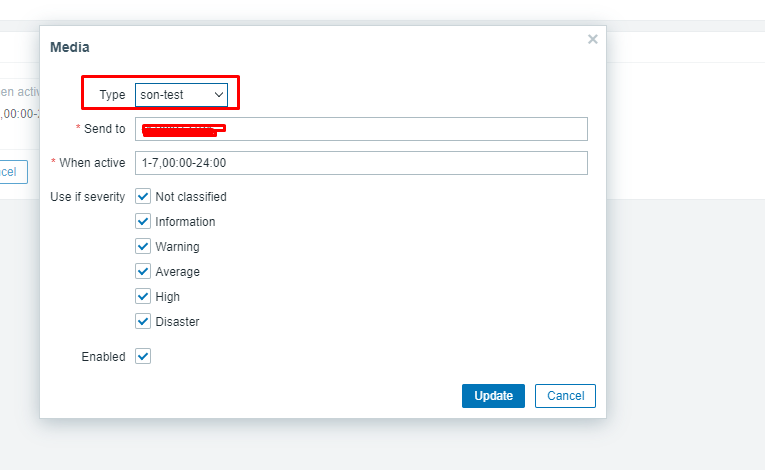 Media
Type son-test
* Send to
* When active 1-7,00:00-24:00
Use if severity Not classified
Information
Warning
Average
High
Disaster
Enabled
Update Cancel
en activ
,00:00-2
cel